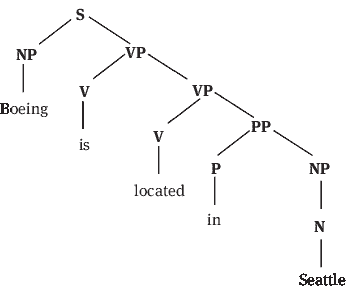 S
NP VP
Boeing V VP
is V PP
located P NP
in N
Seattle